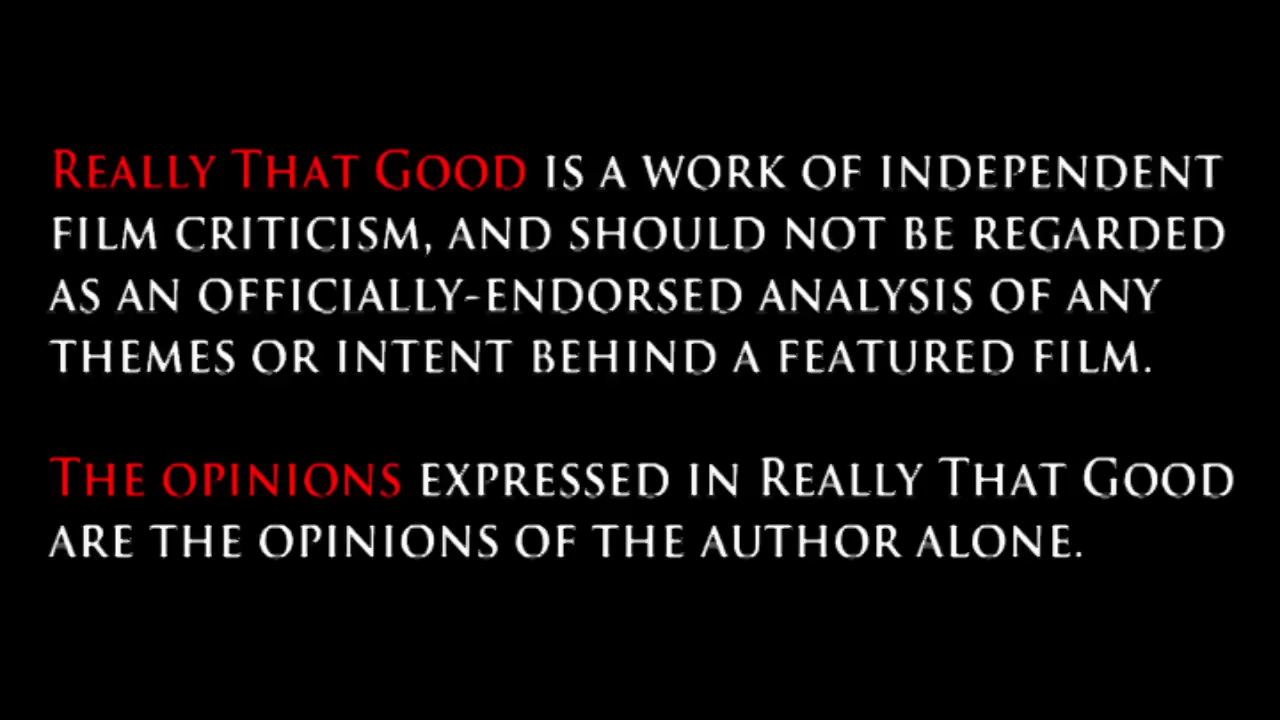 Really That Good is a work of independent
film criticism, and should not be regarded
as an officially-endorsed analysis of any
themes or intent behind a featured film.
The opinions expressed in Really That Good
are the opinions of the author alone.